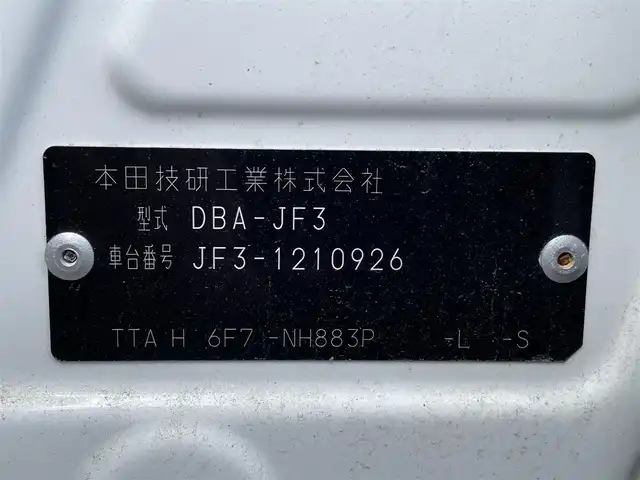 本田技研工業株式会社
型式 DBA-JF3
車台番号 JF3-1210926
TTA H 6F7 -NH883P -L -S